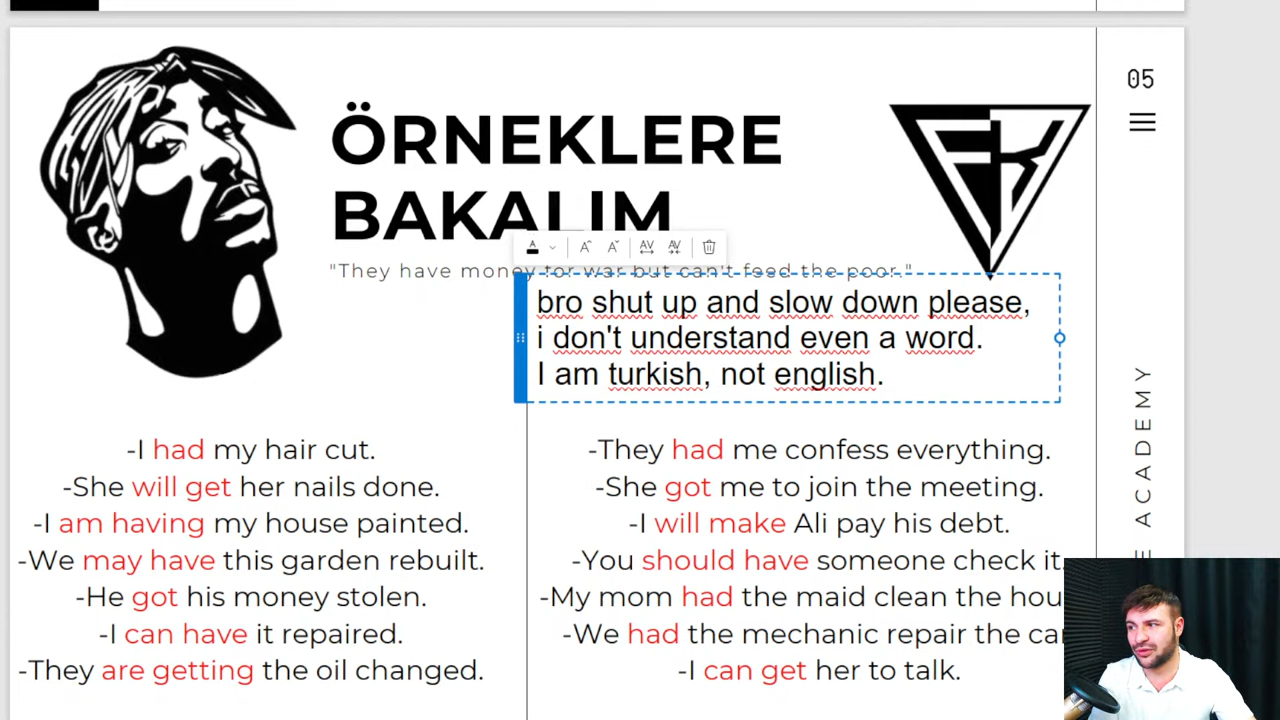 05
ÖRNEKLERE
BAKALIM
"They have money for war but can't feed the poor."
bro shut up and slow down please,
i don't understand even a word.
I am turkish, not english.
-I had my hair cut.
-She will get her nails done.
-I am having my house painted.
-We may have this garden rebuilt.
-He got his money stolen.
-I can have it repaired.
-They are getting the oil changed.
-They had me confess everything.
-She got me to join the meeting.
-I will make Ali pay his debt.
-You should have someone check it.
-My mom had the maid clean the hou
-We had the mechanic repair the car
-I can get her to talk.
ACADEMY
FK